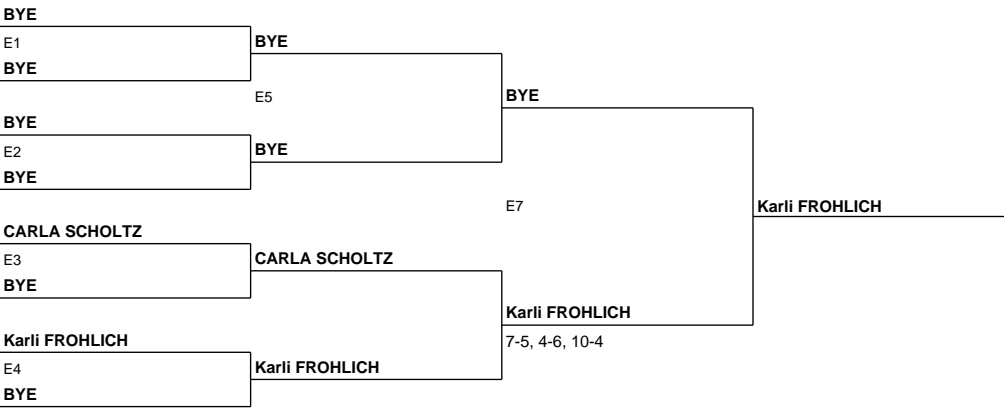 BYE
E1
BYE
BYE
E5
BYE
BYE
E2
BYE
BYE
E7
Karli FROHLICH
CARLA SCHOLTZ
E3
CARLA SCHOLTZ
BYE
Karli FROHLICH
7-5, 4-6, 10-4
Karli FROHLICH
E4
Karli FROHLICH
BYE